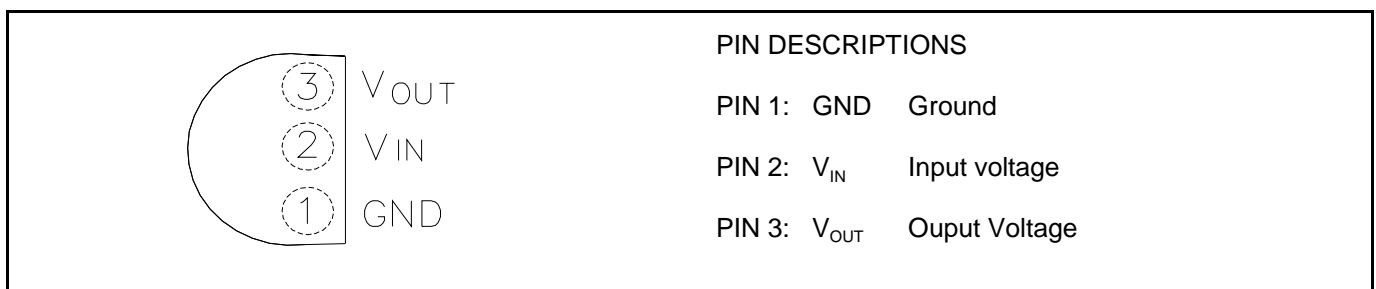 3 VOUT
2 VIN
1 GND
PIN DESCRIPTIONS
PIN 1: GND Ground
PIN 2: VIN Input voltage
PIN 3: VOUT Ouput Voltage